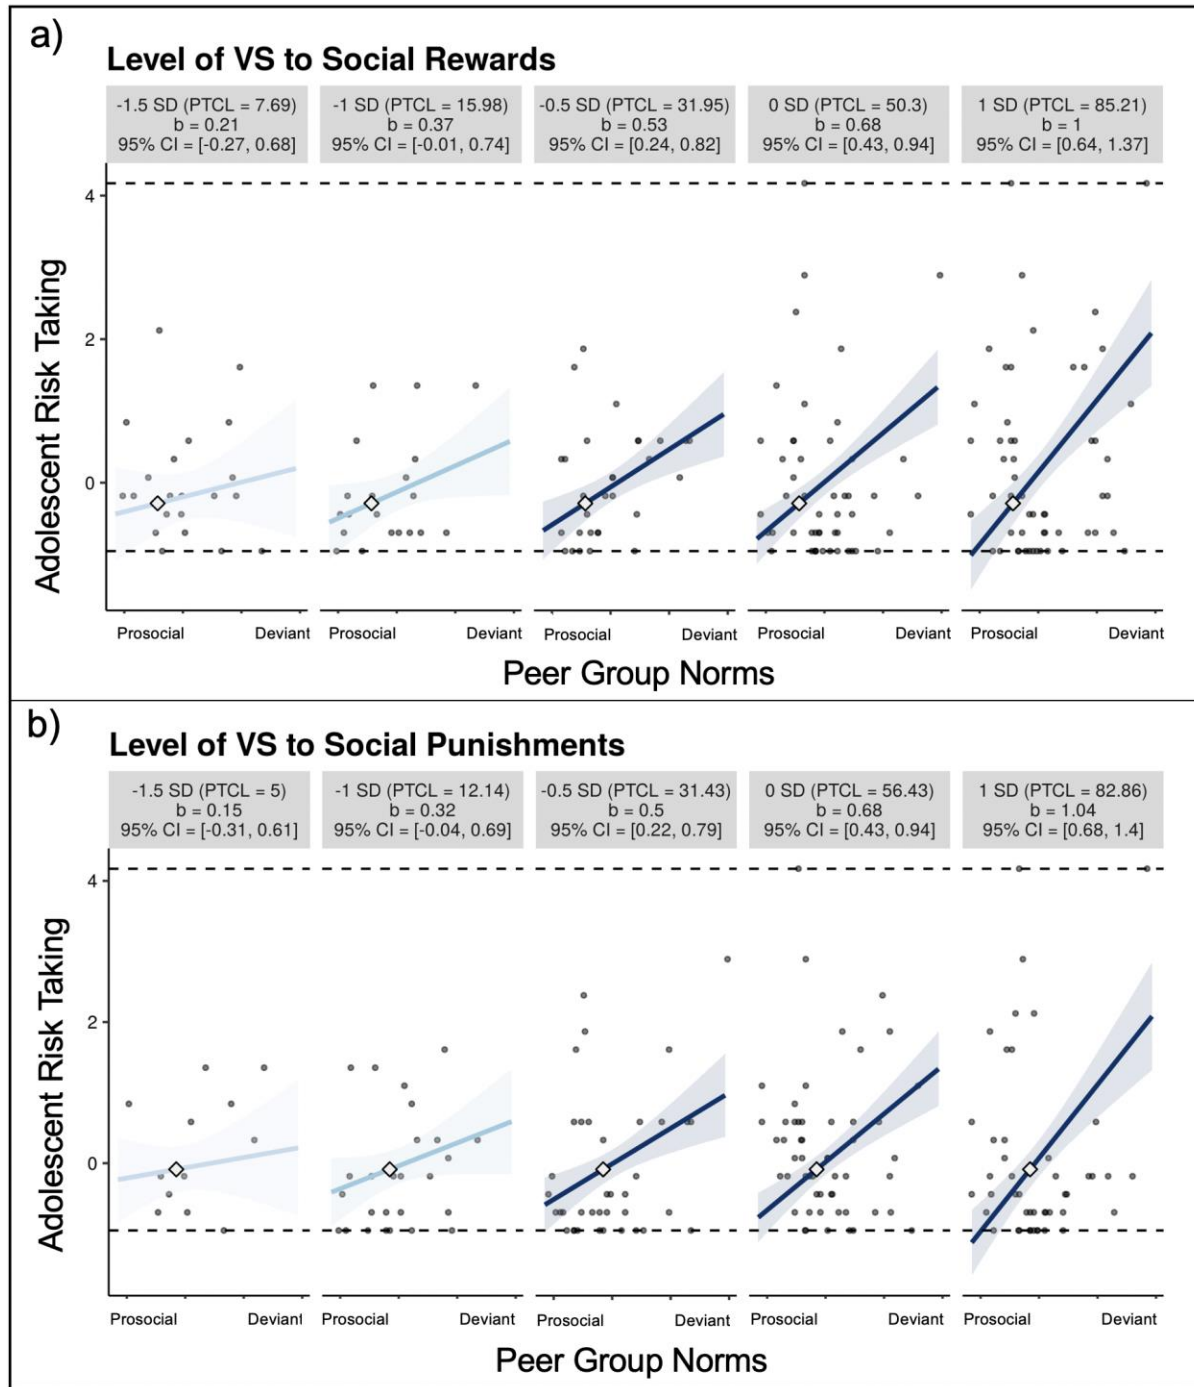 a)
Level of VS to Social Rewards
-1.5 SD (PTCL = 7.69)
b = 0.21
95% CI = [-0.27, 0.68]
-1 SD (PTCL = 15.98)
b = 0.37
95% CI = [-0.01, 0.74]
-0.5 SD (PTCL = 31.95)
b = 0.53
95% CI = [0.24, 0.82]
0 SD (PTCL = 50.3)
b = 0.68
95% CI = [0.43, 0.94]
1 SD (PTCL = 85.21)
b = 1
95% CI = [0.64, 1.37]
Adolescent Risk Taking
4
2
0
Prosocial Deviant
Prosocial Deviant
Prosocial Deviant
Prosocial Deviant
Prosocial Deviant
Peer Group Norms
b)
Level of VS to Social Punishments
-1.5 SD (PTCL = 5)
b = 0.15
95% CI = [-0.31, 0.61]
-1 SD (PTCL = 12.14)
b = 0.32
95% CI = [-0.04, 0.69]
-0.5 SD (PTCL = 31.43)
b = 0.5
95% CI = [0.22, 0.79]
0 SD (PTCL = 56.43)
b = 0.68
95% CI = [0.43, 0.94]
1 SD (PTCL = 82.86)
b = 1.04
95% CI = [0.68, 1.4]
Adolescent Risk Taking
4
2
0
Prosocial Deviant
Prosocial Deviant
Prosocial Deviant
Prosocial Deviant
Prosocial Deviant
Peer Group Norms